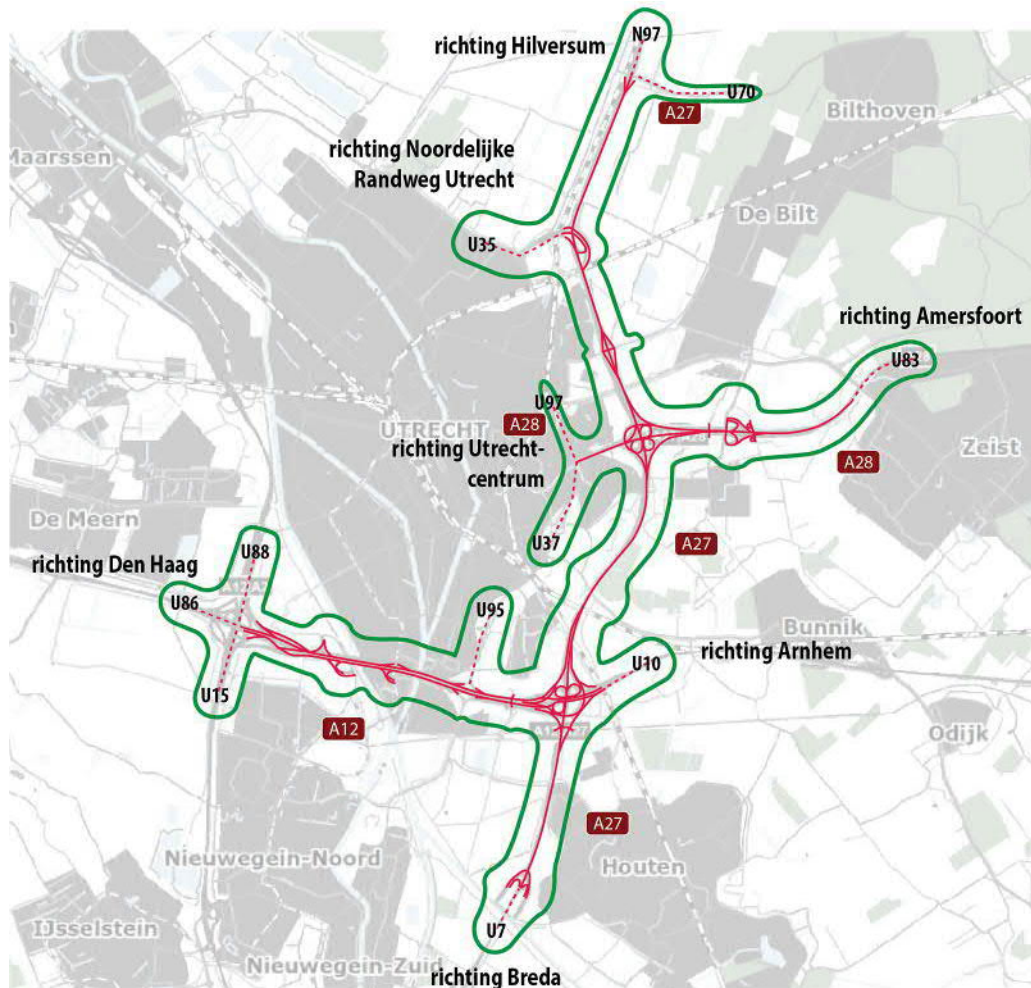 richting Hilversum
N97
U70
A27
Bilthoven
Maarssen
richting Noordelijke
Randweg Utrecht
De Bilt
U35
richting Amersfoort
U83
U97
A28
UTRECHT
richting Utrecht-
centrum
Zeist
A28
De Meern
U37
A27
U88
richting Den Haag
U86
U95
Bunnik
richting Arnhem
U10
U15
A12
Odijk
A27
Nieuwegein-Noord
Houten
U7
IJsselstein
Nieuwegein-Zuid
richting Breda